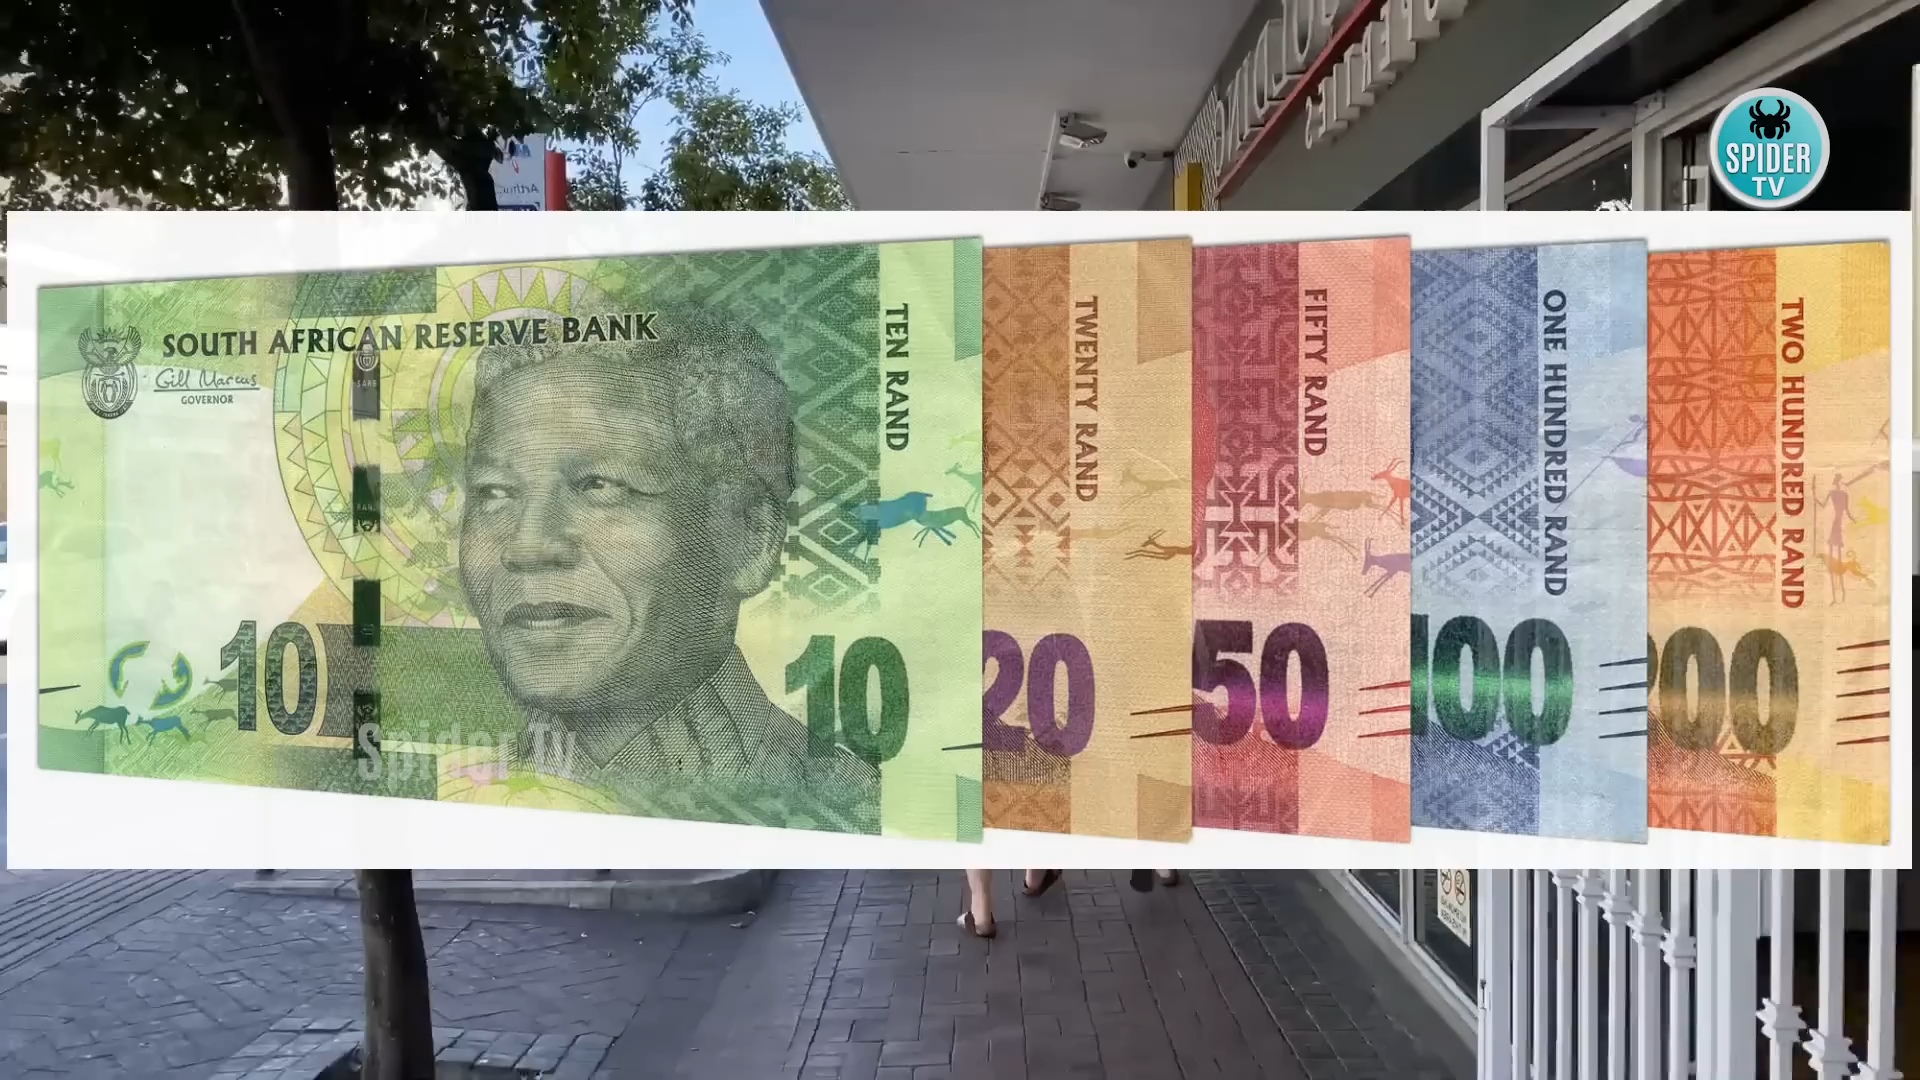 SPIDER
TV
SOUTH AFRICAN RESERVE BANK
Gill Marcus
GOVERNOR
TEN RAND
TWENTY RAND
FIFTY RAND
ONE HUNDRED RAND
TWO HUNDRED RAND
10
10
20
50
100
200
Spider Tv